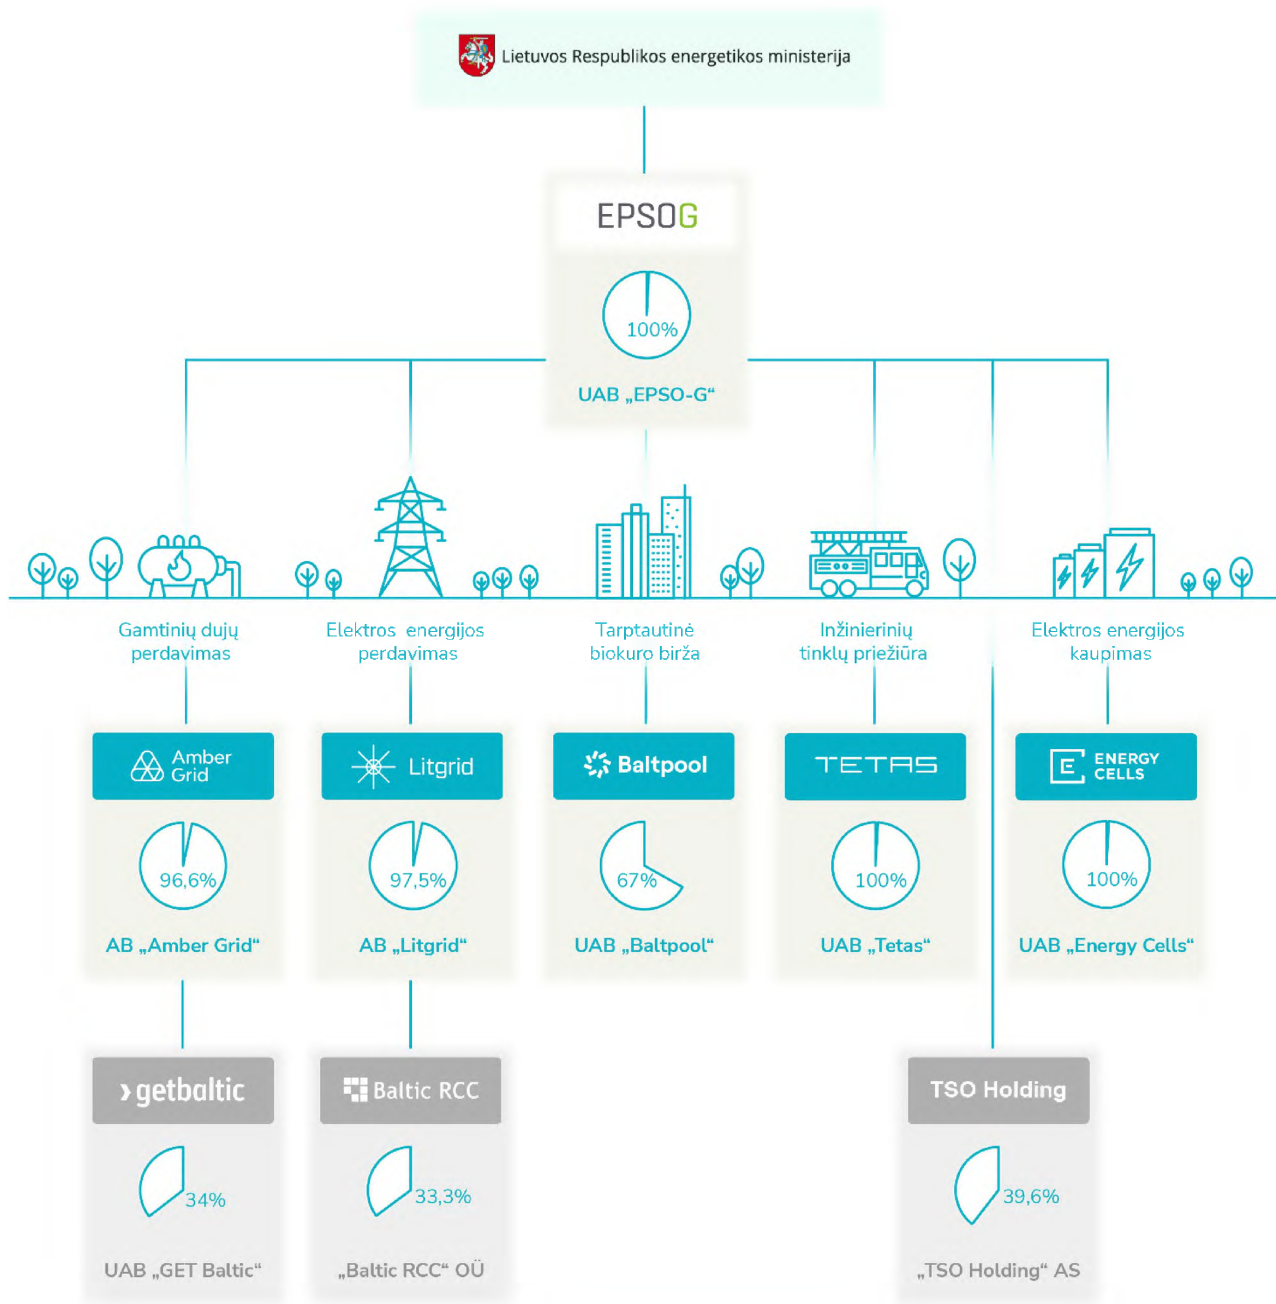 Lietuvos Respublikos energetikos ministerija
EPSOG
100%
UAB „EPSO-G“
Gamtinių dujų
perdavimas
Elektros energijos
perdavimas
Tarptautinė
biokuro birža
Inžinierinių
tinklų priežiūra
Elektros energijos
kaupimas
Amber
Grid
96,6%
AB „Amber Grid“
Litgrid
97,5%
AB „Litgrid“
Baltpool
67%
UAB „Baltpool“
TETAS
100%
UAB „Tetas“
E ENERGY
CELLS
100%
UAB „Energy Cells“
getbaltic
34%
UAB „GET Baltic“
Baltic RCC
33,3%
„Baltic RCC“ OÜ
TSO Holding
39,6%
„TSO Holding“ AS